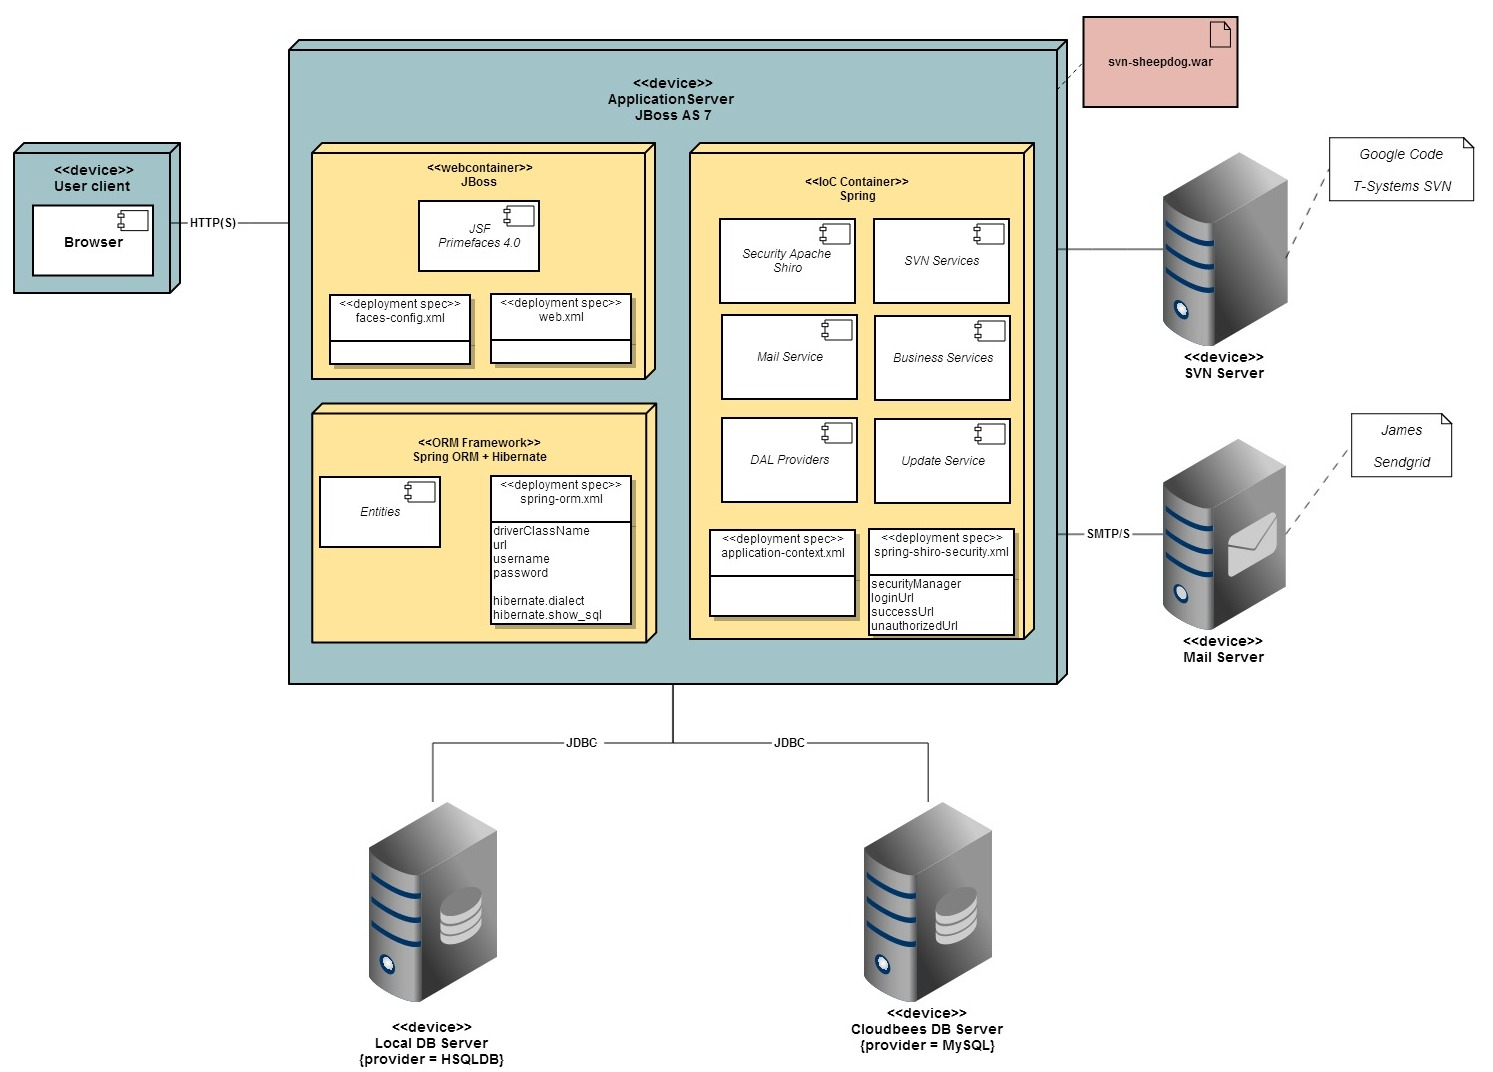 svn-sheepdog.war
<<device>>
ApplicationServer
JBoss AS 7
<<device>>
User client
Browser
HTTP(S)
<<webcontainer>>
JBoss
JSF
Primefaces 4.0
<<deployment spec>>
faces-config.xml
<<deployment spec>>
web.xml
<<ORM Framework>>
Spring ORM + Hibernate
Entities
<<deployment spec>>
spring-orm.xml
driverClassName
url
username
password
hibernate.dialect
hibernate.show_sql
<<IoC Container>>
Spring
Security Apache
Shiro
SVN Services
Mail Service
Business Services
DAL Providers
Update Service
<<deployment spec>>
application-context.xml
<<deployment spec>>
spring-shiro-security.xml
securityManager
loginUrl
successUrl
unauthorizedUrl
Google Code
T-Systems SVN
<<device>>
SVN Server
James
Sendgrid
SMTP/S
<<device>>
Mail Server
JDBC
JDBC
<<device>>
Local DB Server
{provider = HSQLDB}
<<device>>
Cloudbees DB Server
{provider = MySQL}